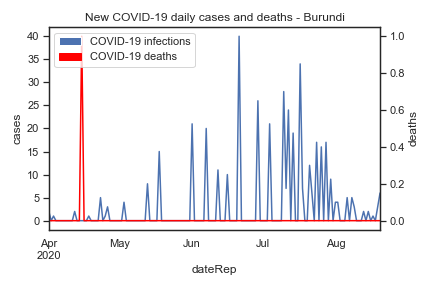 New COVID-19 daily cases and deaths - Burundi
COVID-19 infections
COVID-19 deaths
cases
40
35
30
25
20
15
10
5
0
deaths
1.0
0.8
0.6
0.4
0.2
0.0
Apr
2020
May
Jun
Jul
Aug
dateRep